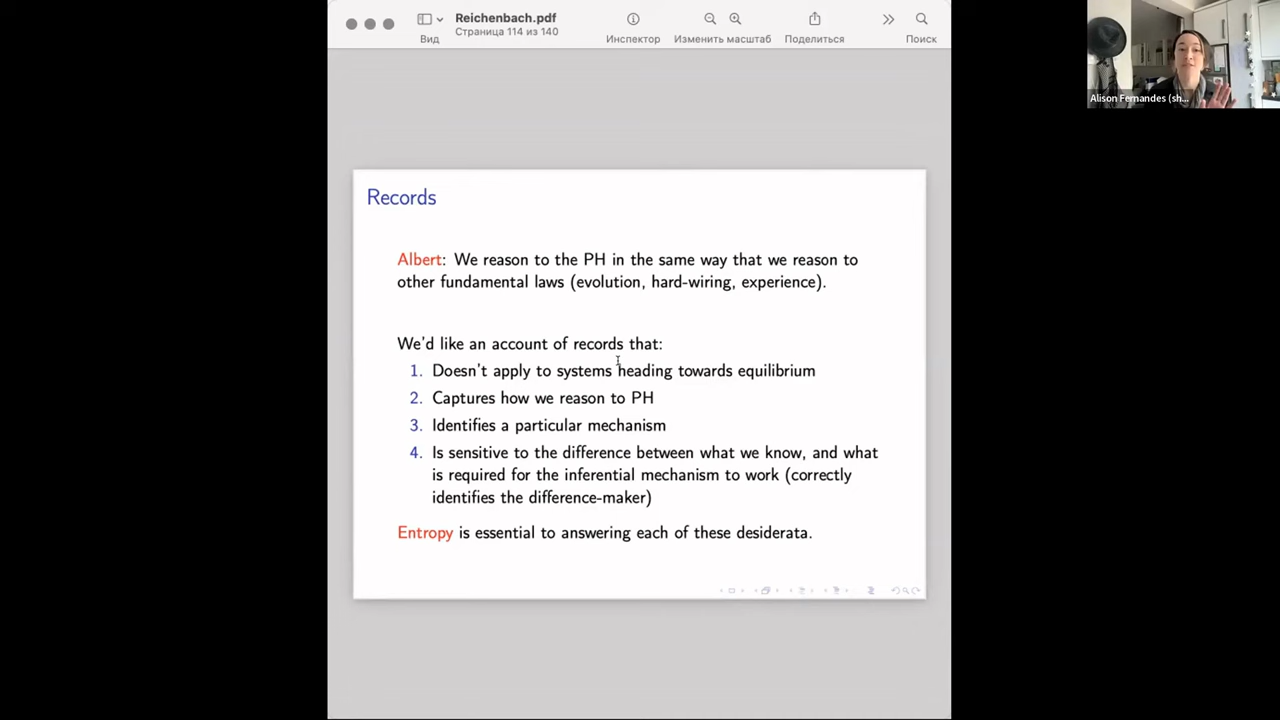 Reichenbach.pdf
Страница 114 из 140
Вид
Инспектор
Изменить масштаб
Поделиться
Поиск
Alison Fernandes (sh...
Records
Albert: We reason to the PH in the same way that we reason to
other fundamental laws (evolution, hard-wiring, experience).
We'd like an account of records that:
1. Doesn't apply to systems heading towards equilibrium
2. Captures how we reason to PH
3. Identifies a particular mechanism
4. Is sensitive to the difference between what we know, and what
is required for the inferential mechanism to work (correctly
identifies the difference-maker)
Entropy is essential to answering each of these desiderata.